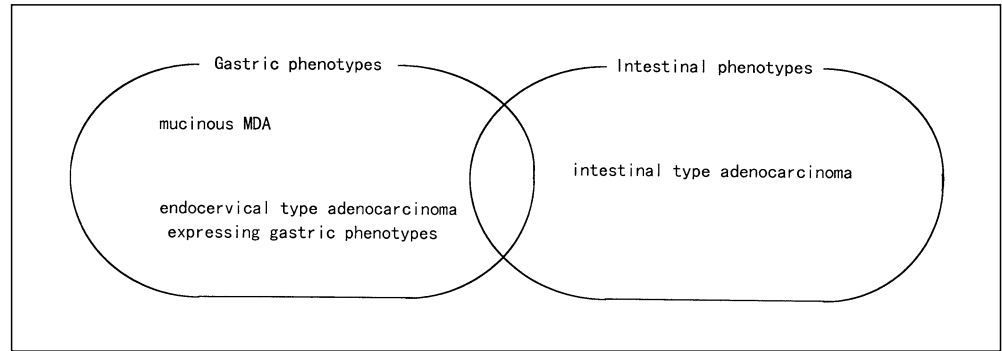 Gastric phenotypes
Intestinal phenotypes
mucinous MDA
intestinal type adenocarcinoma
endocervical type adenocarcinoma
expressing gastric phenotypes